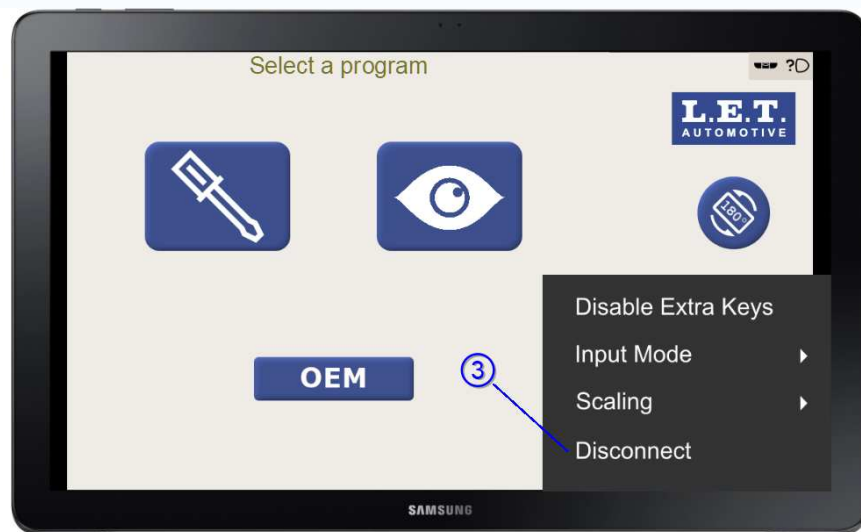 Select a program
?
L.E.T.
AUTOMOTIVE
180°
Disable Extra Keys
OEM
3
Input Mode
Scaling
Disconnect
SAMSUNG